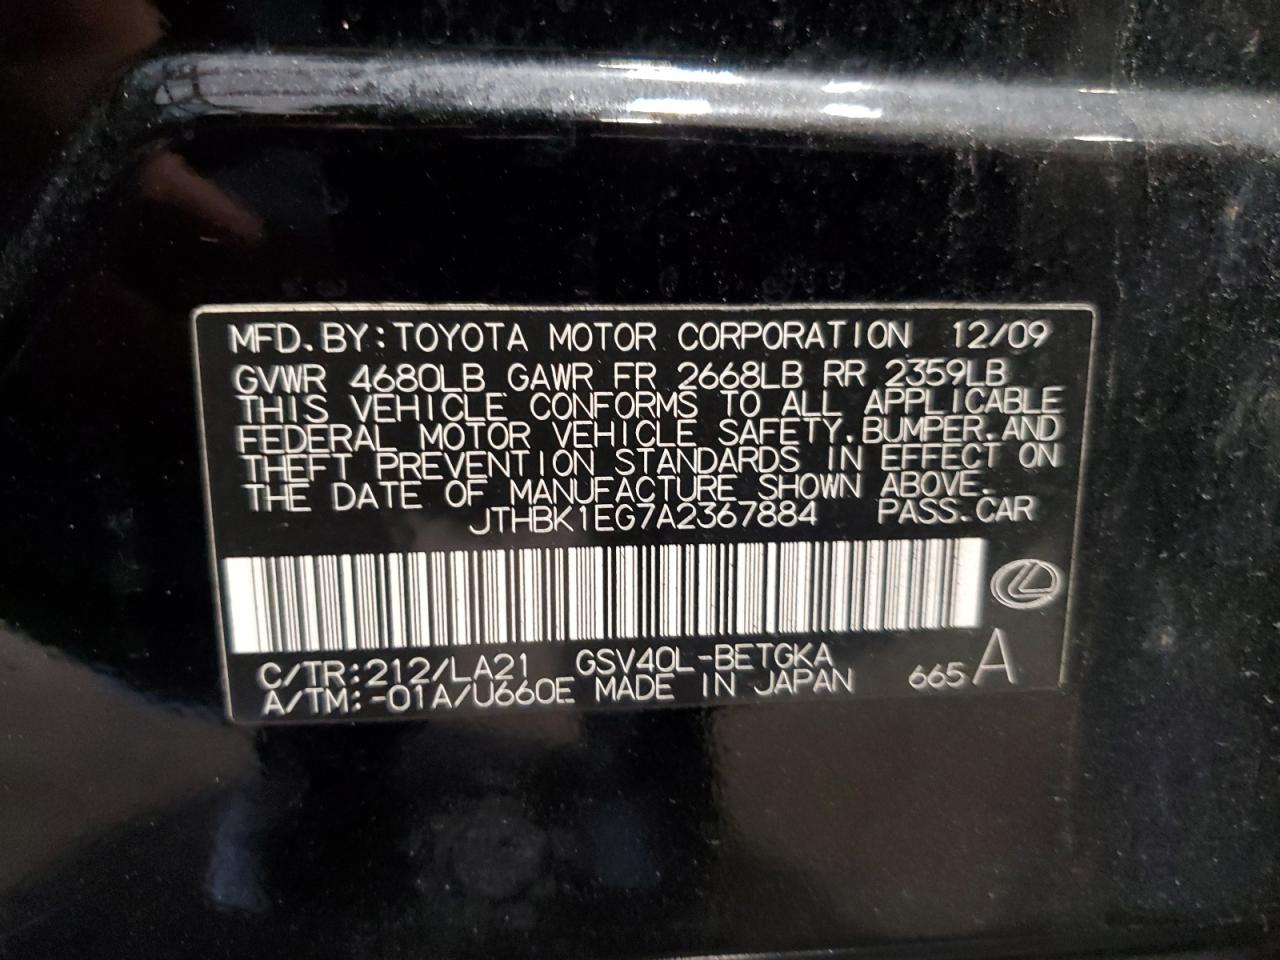 MFD. BY: TOYOTA MOTOR CORPORATION 12/09
GVWR 4680LB GAWR FR 2668LB RR 2359LB
THIS VEHICLE CONFORMS TO ALL APPLICABLE
FEDERAL MOTOR VEHICLE SAFETY, BUMPER, AND
THEFT PREVENTION STANDARDS IN EFFECT ON
THE DATE OF MANUFACTURE SHOWN ABOVE.
JTHBK1EG7A2367884 PASS. CAR
C/TR: 212/LA21 GSV40L-BETGKA
A/TM: -01A/U660E MADE IN JAPAN 665 A